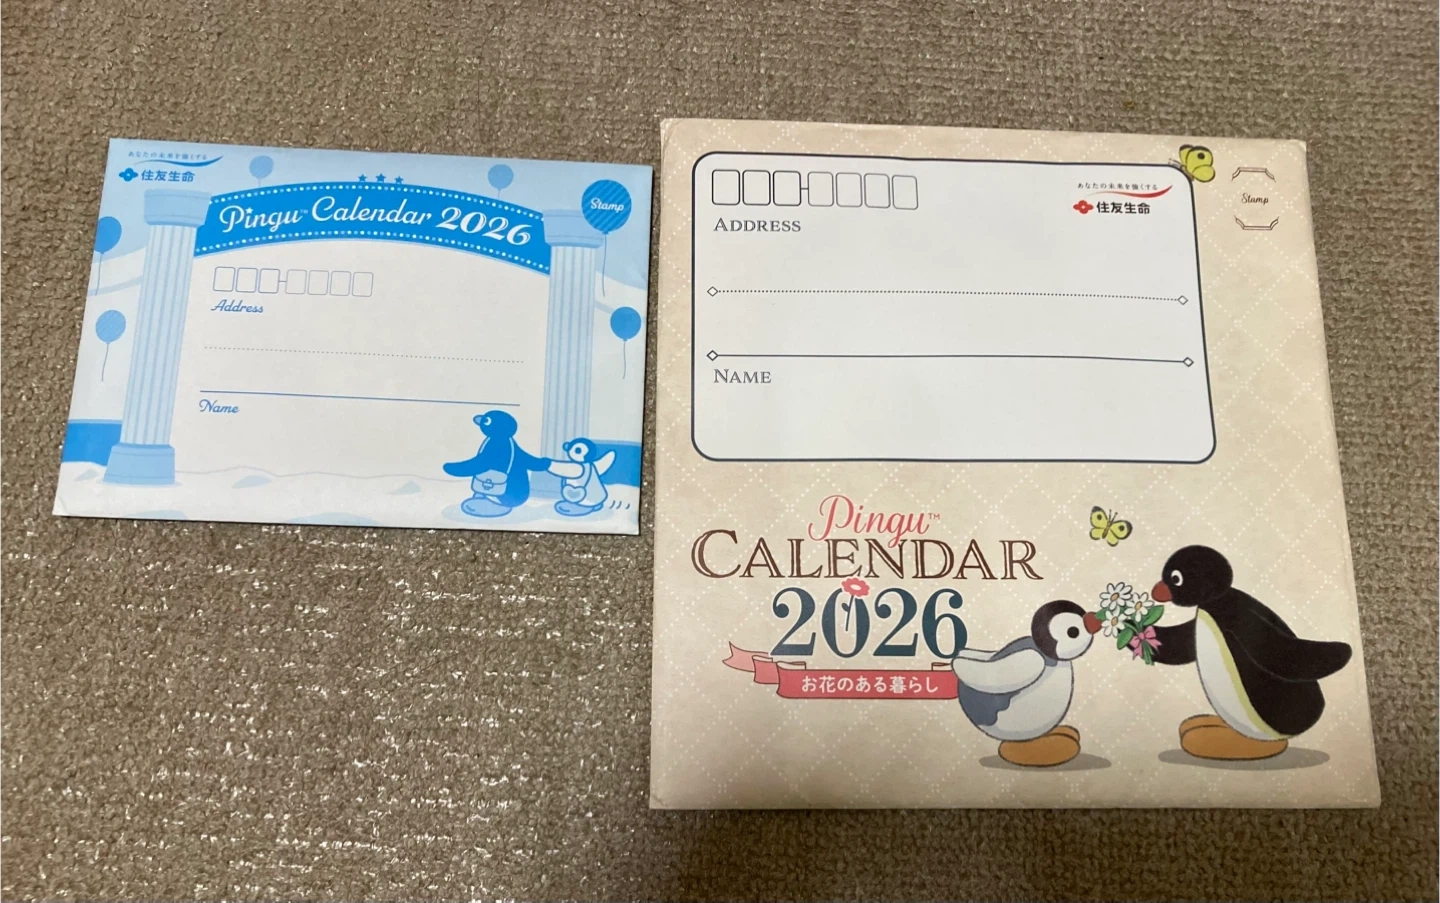 あなたの未来を強くする
住友生命
Pingu™ Calendar 2026
Stamp
Address
Name
あなたの未来を強くする
住友生命
Stamp
ADDRESS
NAME
Pingu™
CALENDAR
2026
お花のある暮らし